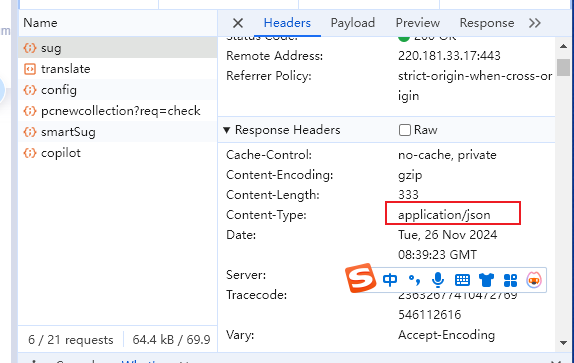 Name
sug
translate
config
pcnewcollection?req=check
smartSug
copilot
6 / 21 requests
64.4 kB / 69.9
Headers
Payload
Preview
Response
200 OK
Remote Address: 220.181.33.17:443
Referrer Policy: strict-origin-when-cross-or
igin
Response Headers
Raw
Cache-Control: no-cache, private
Content-Encoding: gzip
Content-Length: 333
Content-Type: application/json
Date: Tue, 26 Nov 2024
08:39:23 GMT
Server:
S 中
Tracecode: 23632677410472769
546112616
Vary: Accept-Encoding